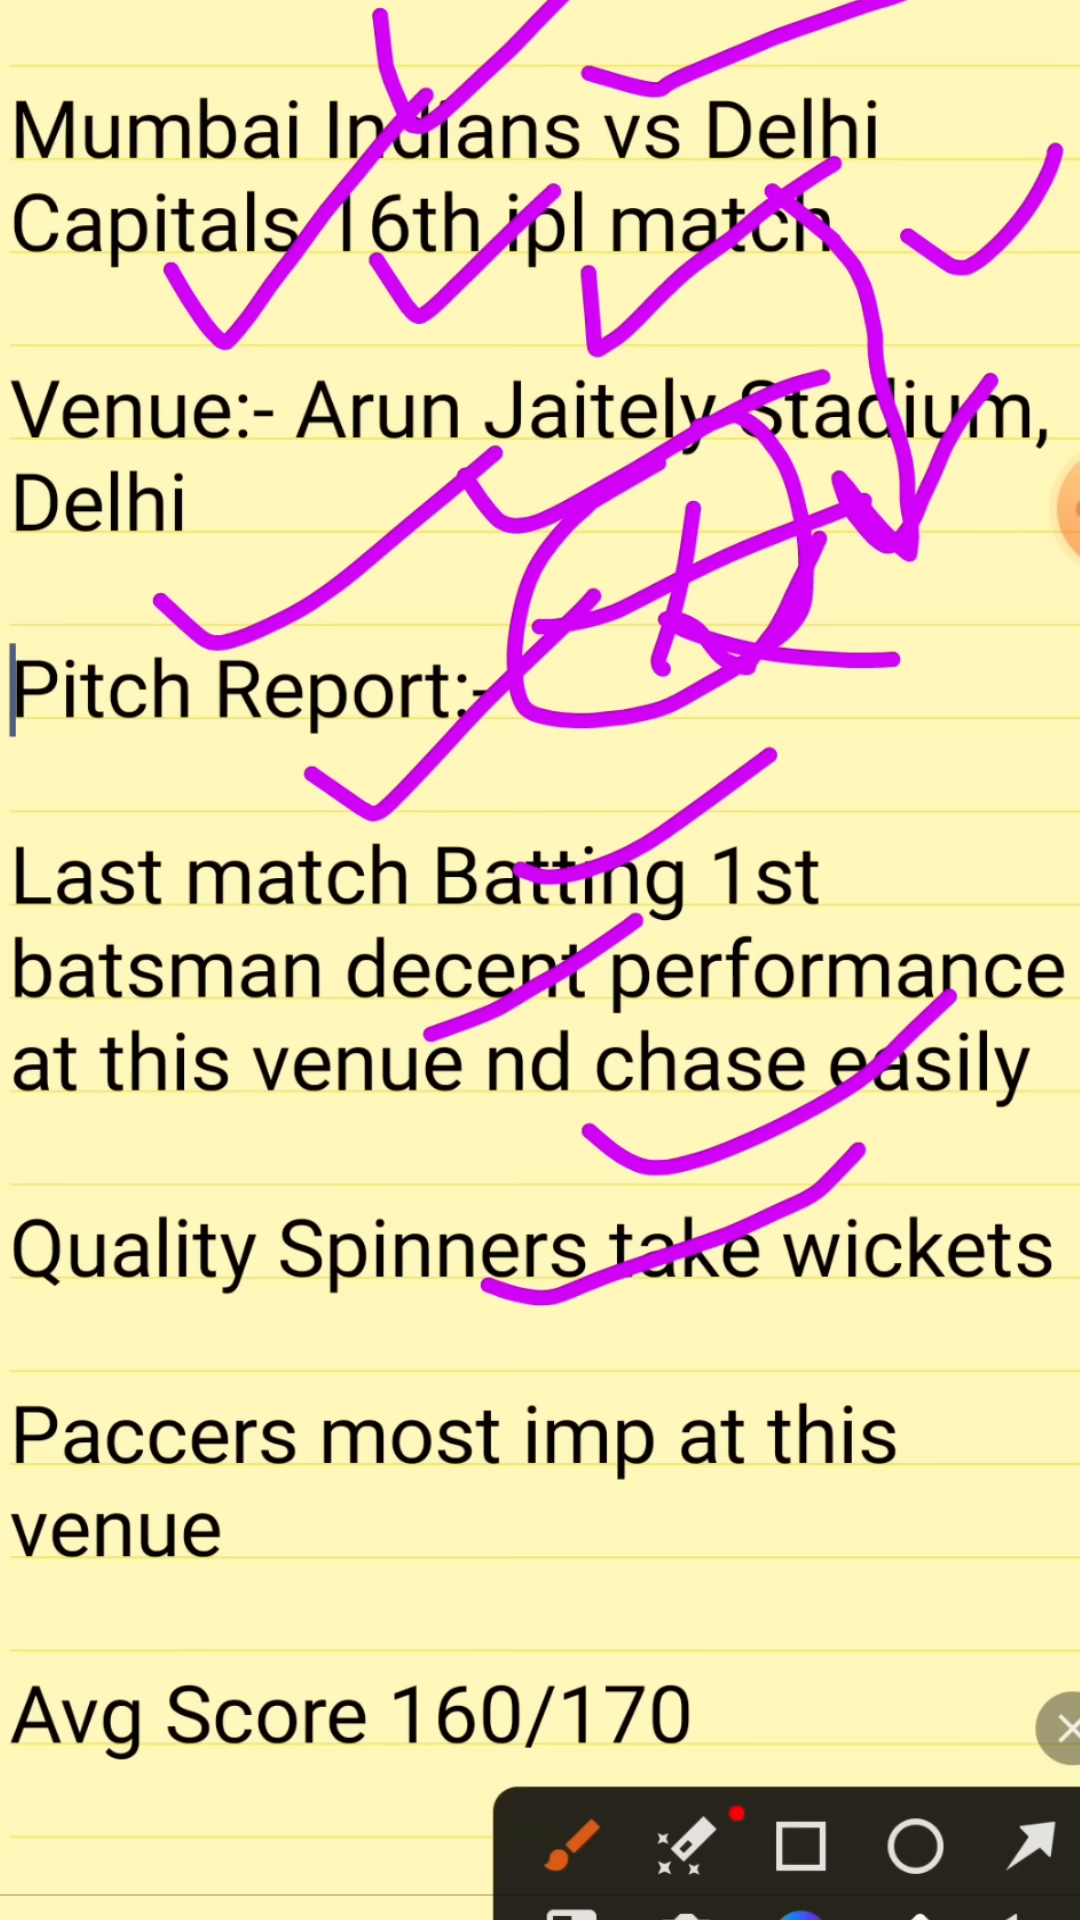 Mumbai Indians vs Delhi
Capitals 16th ipl match
Venue:- Arun Jaitely Stadium,
Delhi
Pitch Report:-
Last match Batting 1st
batsman decent performance
at this venue nd chase easily
Quality Spinners take wickets
Paccers most imp at this
venue
Avg Score 160/170